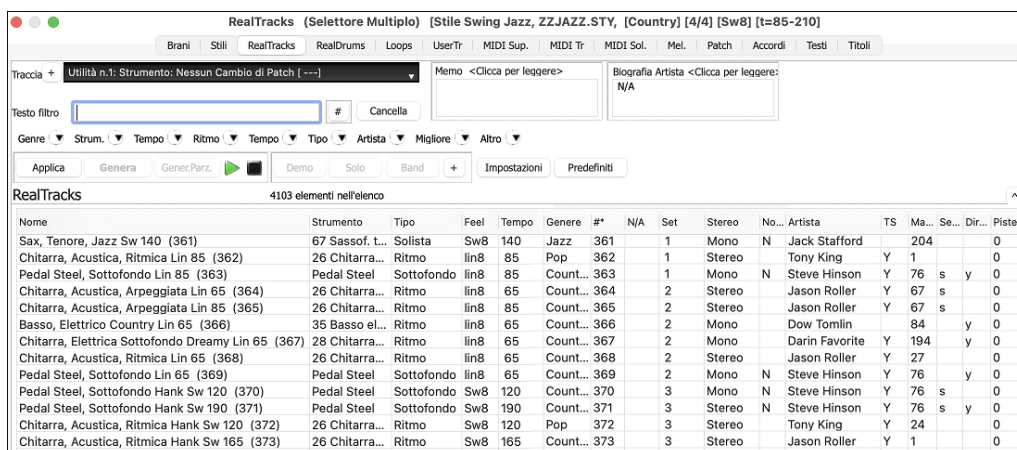 RealTracks (Selettore Multiplo) [Stile Swing Jazz, ZZJAZZ.STY, [Country] [4/4] [Sw8] [t=85-210]
Brani Stili RealTracks RealDrums Loops UserTr MIDI Sup. MIDI Tr MIDI Sol. Mel. Patch Accordi Testi Titoli
Traccia + Utilità n.1: Strumento: Nessun Cambio di Patch [ ---]
Memo <Clicca per leggere>
Biografia Artista <Clicca per leggere>
N/A
Testo filtro # Cancella
Genre Strum. Tempo Ritmo Tempo Tipo Artista Migliore Altro
Applica Genera Gener.Parz. Demo Solo Band + Impostazioni Predefiniti
RealTracks 4103 elementi nell'elenco
Nome Strumento Tipo Feel Tempo Genere #* N/A Set Stereo No... Artista TS Ma... Se... Dir... Piste
Sax, Tenore, Jazz Sw 140 (361) 67 Sassof. t... Solista Sw8 140 Jazz 361 1 Mono N Jack Stafford 204 0
Chitarra, Acustica, Ritmica Lin 85 (362) 26 Chitarra... Ritmo lin8 85 Pop 362 1 Stereo Tony King Y 1 0
Pedal Steel, Sottofondo Lin 85 (363) Pedal Steel Sottofondo lin8 85 Count... 363 1 Mono N Steve Hinson Y 76 s y 0
Chitarra, Acustica, Arpeggiata Lin 65 (364) 26 Chitarra... Ritmo lin8 65 Count... 364 2 Stereo Jason Roller Y 67 s 0
Chitarra, Acustica, Arpeggiata Lin 85 (365) 26 Chitarra... Ritmo lin8 85 Count... 365 2 Stereo Jason Roller Y 67 s 0
Basso, Elettrico Country Lin 65 (366) 35 Basso el... Ritmo lin8 65 Count... 366 2 Mono Dow Tomlin 84 y 0
Chitarra, Elettrica Sottofondo Dreamy Lin 65 (367) 28 Chitarra... Ritmo lin8 65 Count... 367 2 Mono Darin Favorite Y 194 y 0
Chitarra, Acustica, Ritmica Lin 65 (368) 26 Chitarra... Ritmo lin8 65 Count... 368 2 Stereo Jason Roller Y 27 0
Pedal Steel, Sottofondo Lin 65 (369) Pedal Steel Sottofondo lin8 65 Count... 369 2 Mono N Steve Hinson Y 76 y 0
Pedal Steel, Sottofondo Hank Sw 120 (370) Pedal Steel Sottofondo Sw8 120 Count... 370 3 Mono N Steve Hinson Y 76 s 0
Pedal Steel, Sottofondo Hank Sw 190 (371) Pedal Steel Sottofondo Sw8 190 Count... 371 3 Stereo N Steve Hinson Y 76 s y 0
Chitarra, Acustica, Ritmica Hank Sw 120 (372) 26 Chitarra... Ritmo Sw8 120 Pop 372 3 Stereo Tony King Y 24 0
Chitarra, Acustica, Ritmica Hank Sw 165 (373) 26 Chitarra... Ritmo Sw8 165 Count... 373 3 Stereo Jason Roller Y 1 0